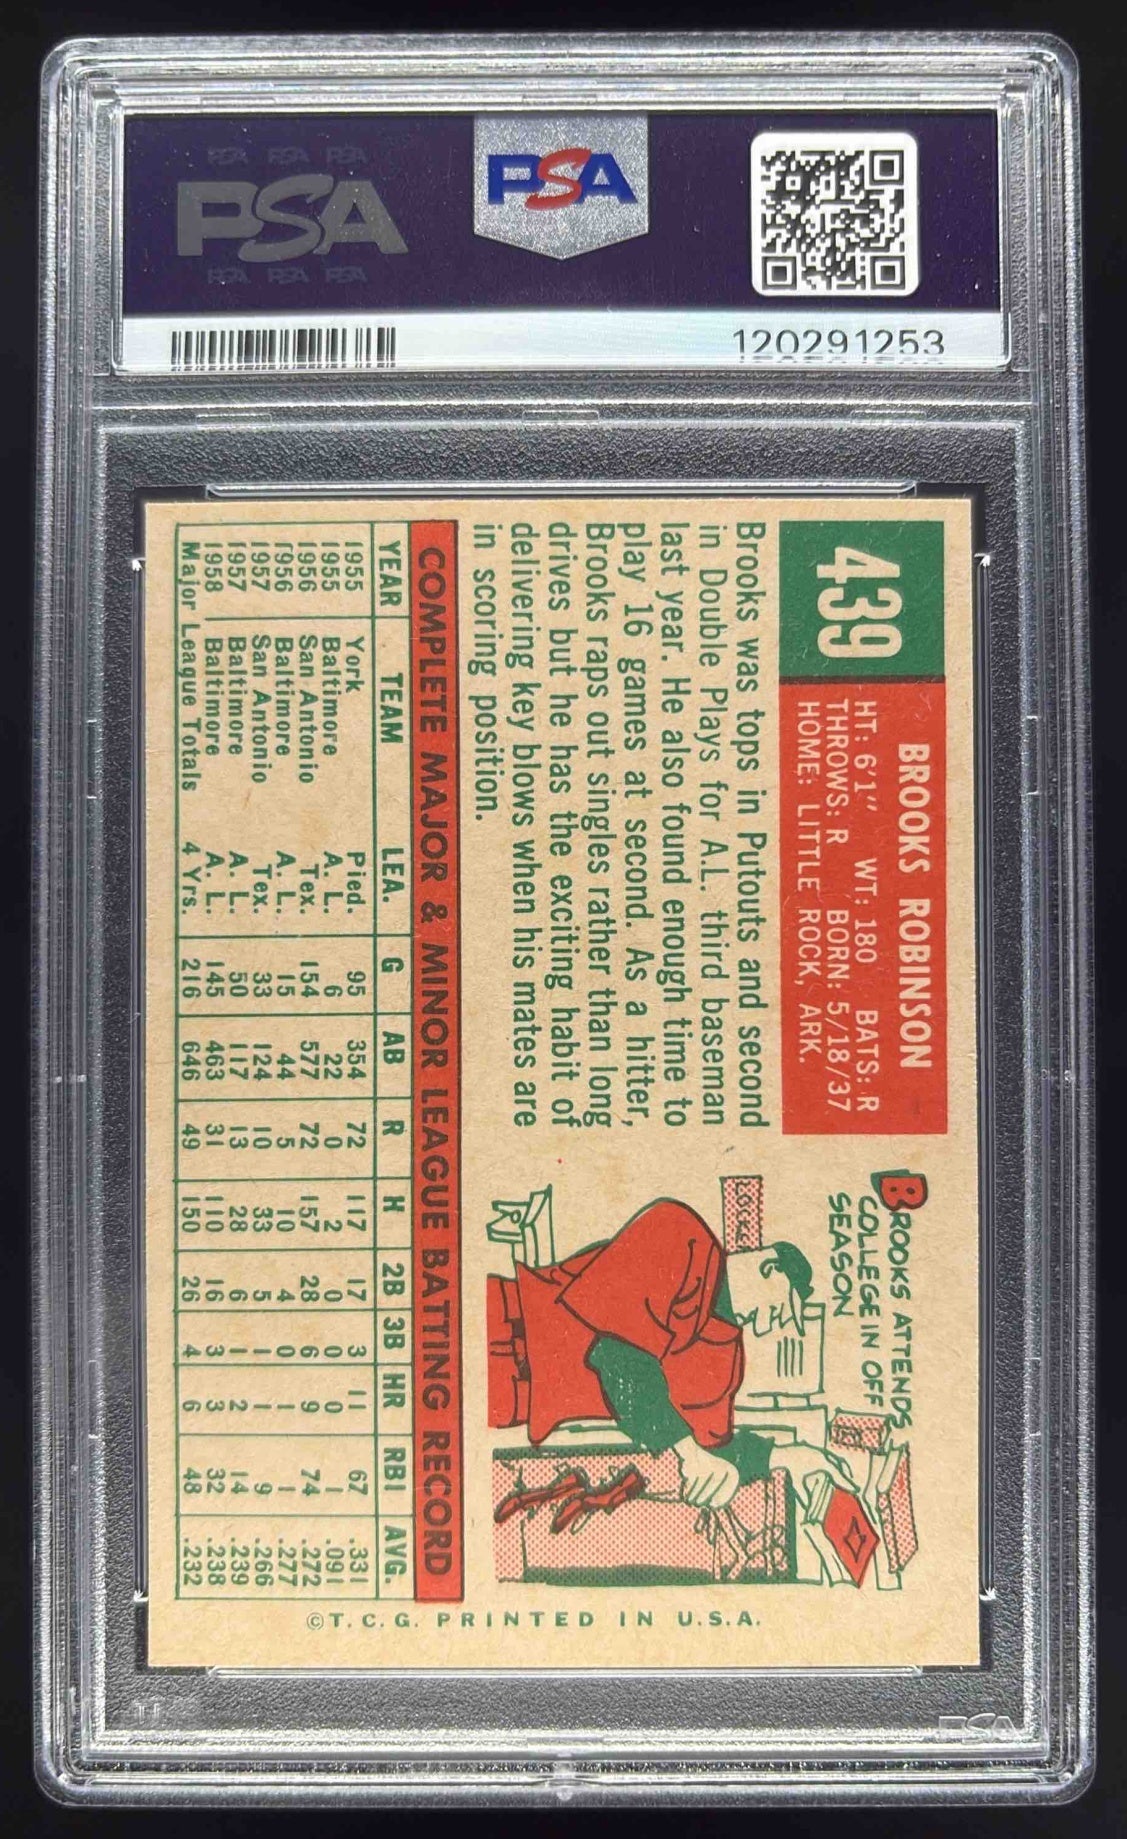 PSA PSA PSA
PSA
PSA PSA PSA
PSA
120291253
439
BROOKS ROBINSON
HT: 6'1" WT: 180 BATS: R
THROWS: R BORN: 5/18/37
HOME: LITTLE ROCK, ARK.
Brooks was tops in Putouts and second
in Double Plays for A.L. third baseman
last year. He also found enough time to
play 16 games at second. As a hitter,
Brooks raps out singles rather than long
drives but he has the exciting habit of
delivering key blows when his mates are
in scoring position.
BROOKS ATTENDS
COLLEGE IN OFF
SEASON
COMPLETE MAJOR & MINOR LEAGUE BATTING RECORD
YEAR TEAM LEA. G AB R H 2B 3B HR RBI AVG.
1955 York Pied. 95 354 72 117 17 3 11 67 .331
1955 Baltimore A. L. 6 22 0 2 0 0 0 1 .091
1956 San Antonio Tex. 154 577 72 157 28 6 9 74 .272
1956 Baltimore A. L. 15 44 5 10 4 0 1 1 .277
1957 San Antonio Tex. 33 124 10 33 5 1 1 9 .266
1957 Baltimore A. L. 50 117 13 28 6 1 2 14 .239
1958 Baltimore A. L. 145 463 31 110 16 3 3 32 .238
Major League Totals 4 Yrs. 216 646 49 150 26 4 6 48 .232
©T. C. G. PRINTED IN U.S.A.
PSA